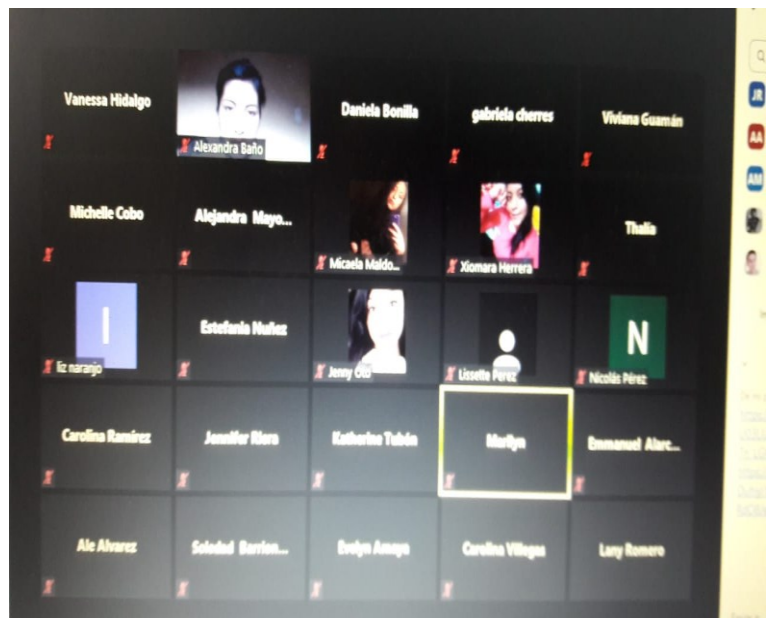 Vanessa Hidalgo
Alexandra Baño
Daniela Bonilla
gabriela cherres
Viviana Guamán
JR
AA
AM
Michelle Cobo
Alejandra Mayo...
Micaela Maldo...
Xiomara Herrera
Thalía
I
liz naranjo
Estefania Nuñez
Jenny Oto
Lissette Perez
N
Nicolás Pérez
Carolina Ramírez
Jennifer Riera
Katherine Tubón
Marilyn
Emmanuel Alarc...
Ale Alvarez
Soledad Barrion...
Evelyn Amaya
Carolina Villegas
Lany Romero